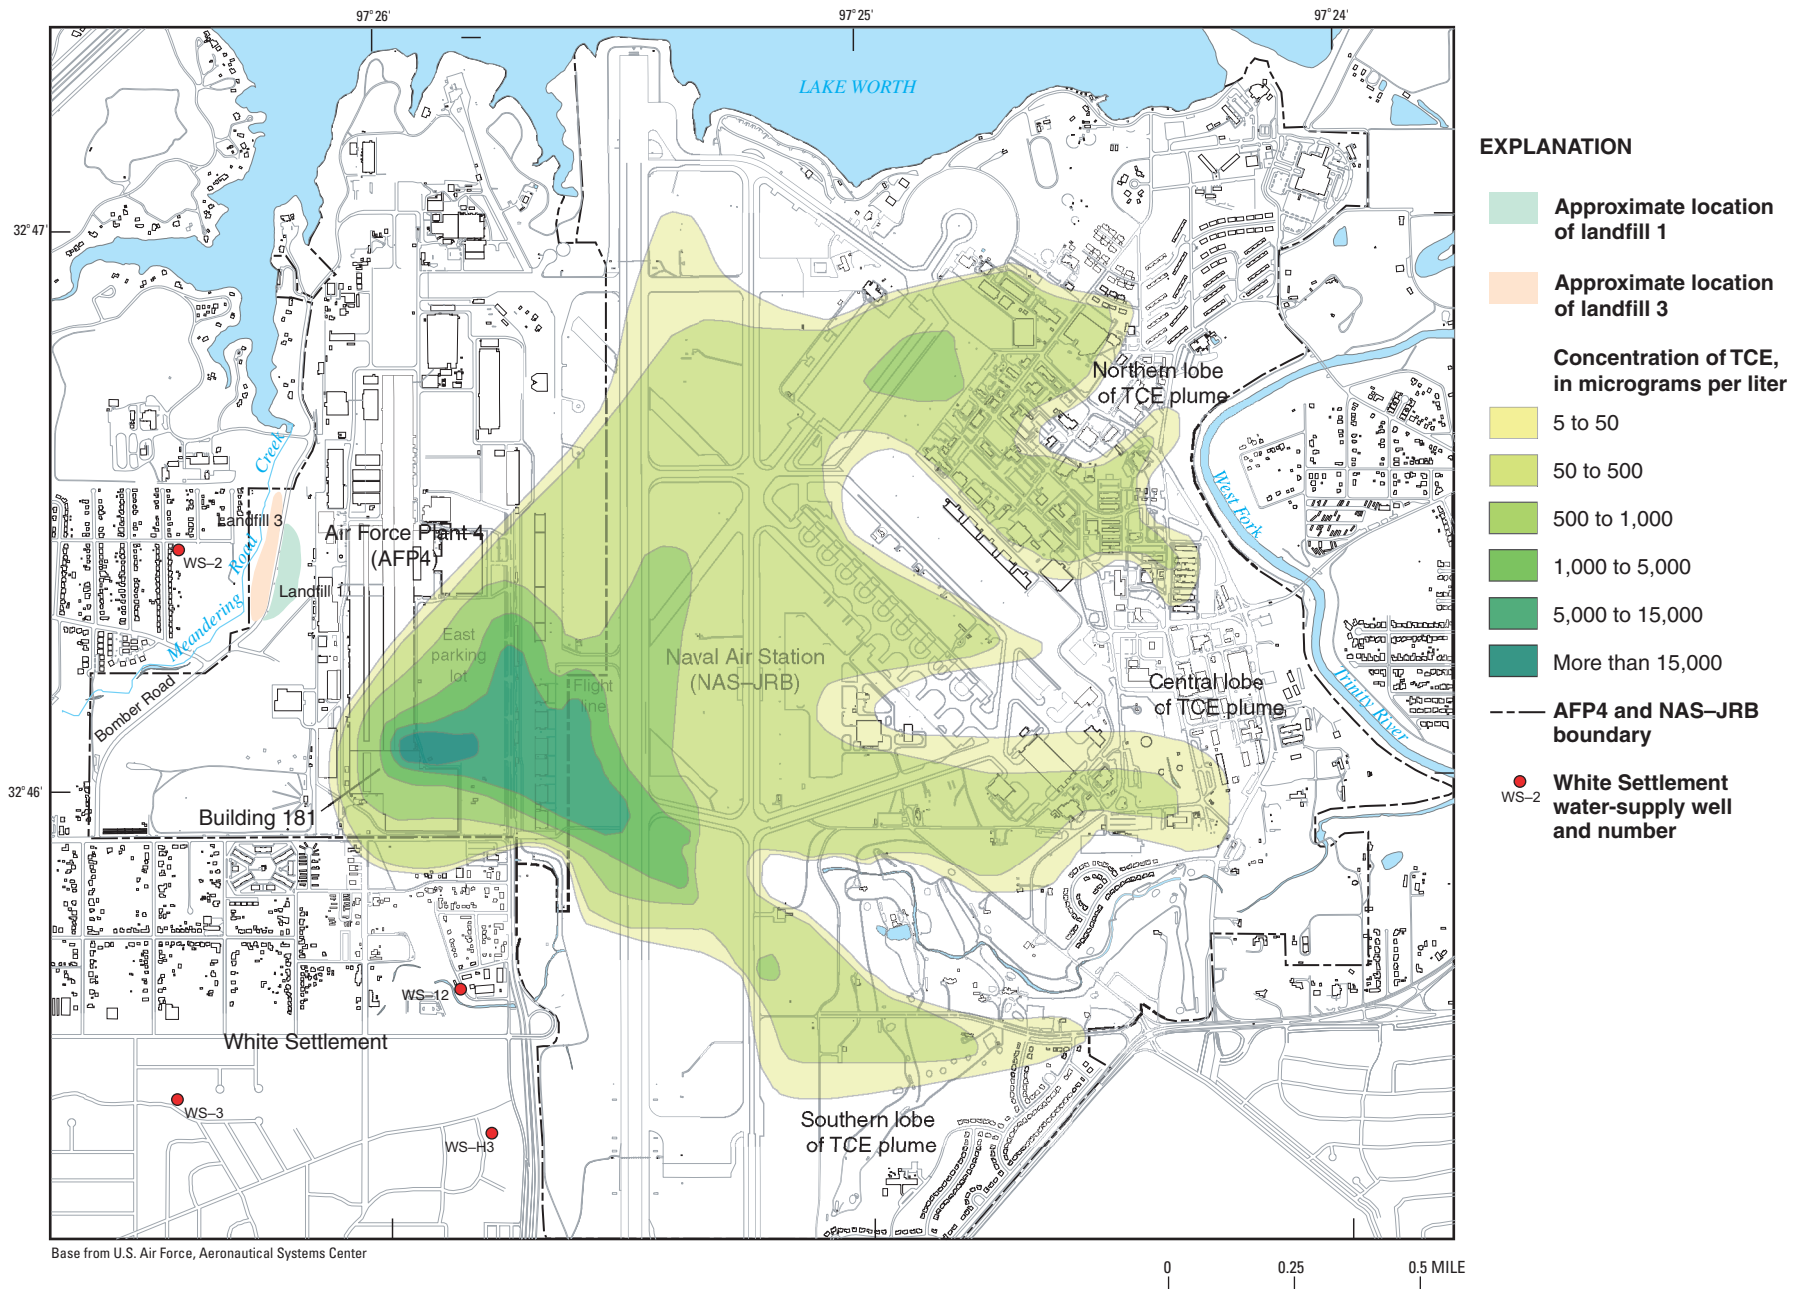 97°26'
97°25'
97°24'
LAKE WORTH
32°47'
32°46'
Northern lobe
of TCE plume
Creek
Road
Meandering
Landfill 3
Landfill 1
WS–2
Air Force Plant 4
(AFP4)
East
parking
lot
Flight
line
Naval Air Station
(NAS–JRB)
West Fork
Trinity River
Central lobe
of TCE plume
Bomber Road
Building 181
WS–12
White Settlement
WS–3
WS–H3
Southern lobe
of TCE plume
Base from U.S. Air Force, Aeronautical Systems Center
0
0.25
0.5 MILE
EXPLANATION
Approximate location
of landfill 1
Approximate location
of landfill 3
Concentration of TCE,
in micrograms per liter
5 to 50
50 to 500
500 to 1,000
1,000 to 5,000
5,000 to 15,000
More than 15,000
AFP4 and NAS–JRB
boundary
WS–2
White Settlement
water-supply well
and number